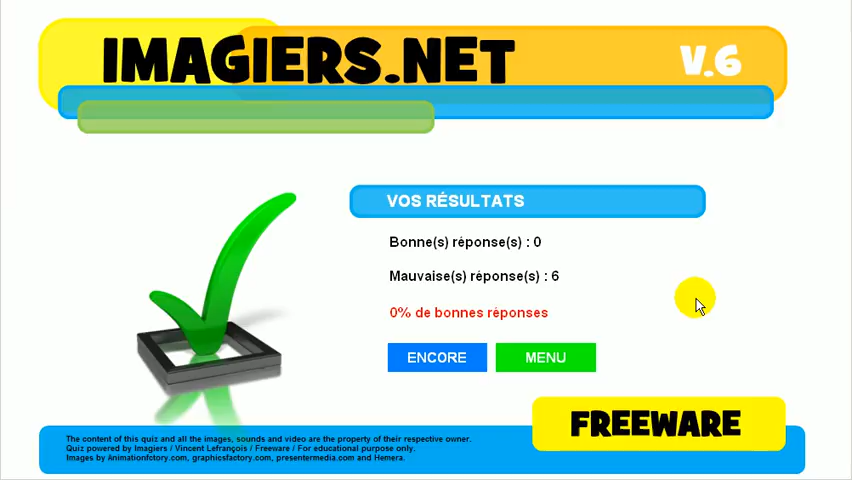 IMAGIERS.NET
V.6
VOS RÉSULTATS
Bonne(s) réponse(s) : 0
Mauvaise(s) réponse(s) : 6
0% de bonnes réponses
ENCORE
MENU
FREEWARE
The content of this quiz and all the images, sounds and video are the property of their respective owner.
Quiz powered by Imagiers / Vincent Lefrançois / Freeware / For educational purpose only.
Images by Animationfctory.com, graphicsfactory.com, presentermedia.com and Hemera.